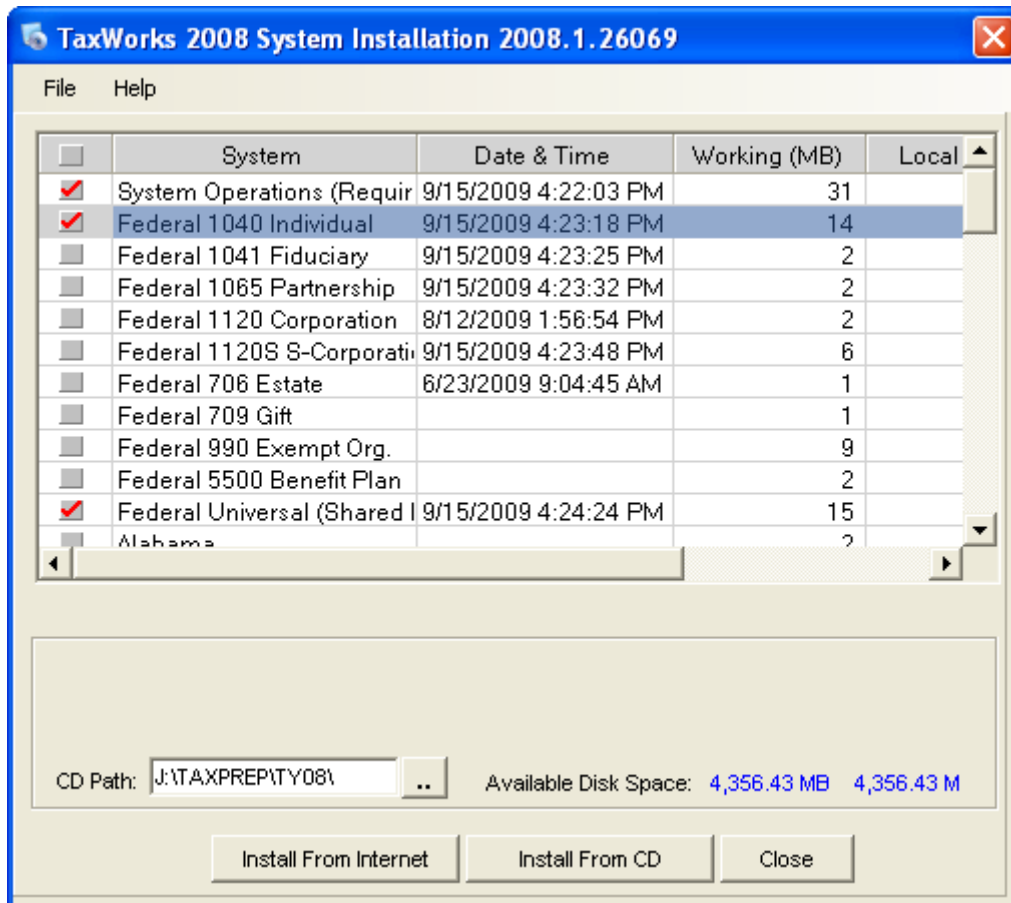 TaxWorks 2008 System Installation 2008.1.26069
File Help
System Date & Time Working (MB) Local
System Operations (Requir 9/15/2009 4:22:03 PM 31
Federal 1040 Individual 9/15/2009 4:23:18 PM 14
Federal 1041 Fiduciary 9/15/2009 4:23:25 PM 2
Federal 1065 Partnership 9/15/2009 4:23:32 PM 2
Federal 1120 Corporation 8/12/2009 1:56:54 PM 2
Federal 1120S S-Corporati 9/15/2009 4:23:48 PM 6
Federal 706 Estate 6/23/2009 9:04:45 AM 1
Federal 709 Gift 1
Federal 990 Exempt Org. 9
Federal 5500 Benefit Plan 2
Federal Universal (Shared 9/15/2009 4:24:24 PM 15
Alabama 2
CD Path: J:\TAXPREP\TY08\ .. Available Disk Space: 4,356.43 MB 4,356.43 M
Install From Internet Install From CD Close